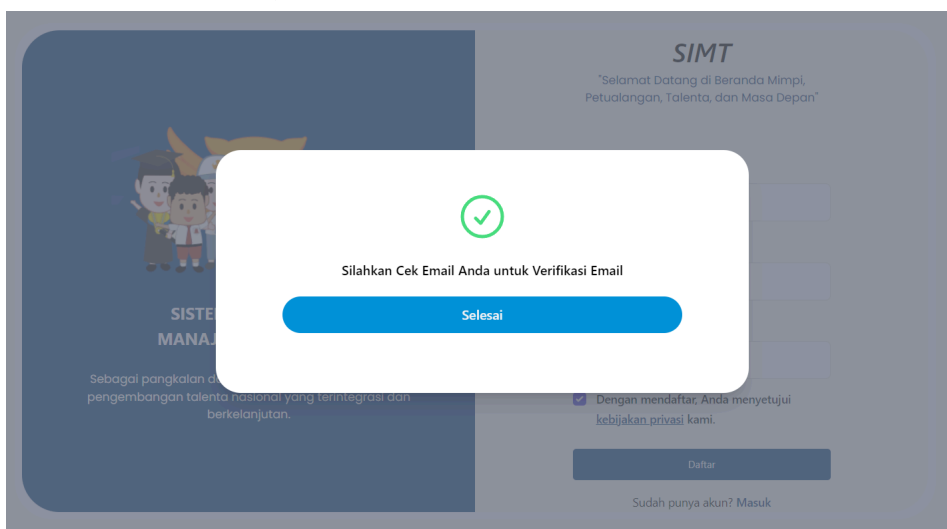 SIMT
"Selamat Datang di Beranda Mimpi,
Petualangan, Talenta, dan Masa Depan"
Silahkan Cek Email Anda untuk Verifikasi Email
Selesai
Sebagai pangkalan
pengembangan talenta nasional yang terintegrasi dan
berkelanjutan.
Dengan mendaftar, Anda menyetujui
kebijakan privasi kami.
Daftar
Sudah punya akun? Masuk